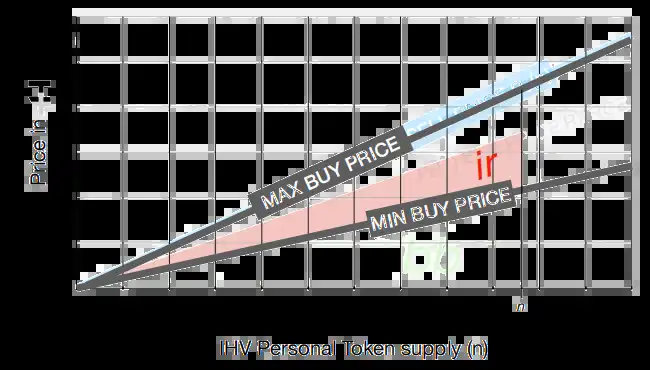 MAX BUY PRICE
ir
MIN BUY PRICE
Price in
n
IHV Personal Token supply (n)